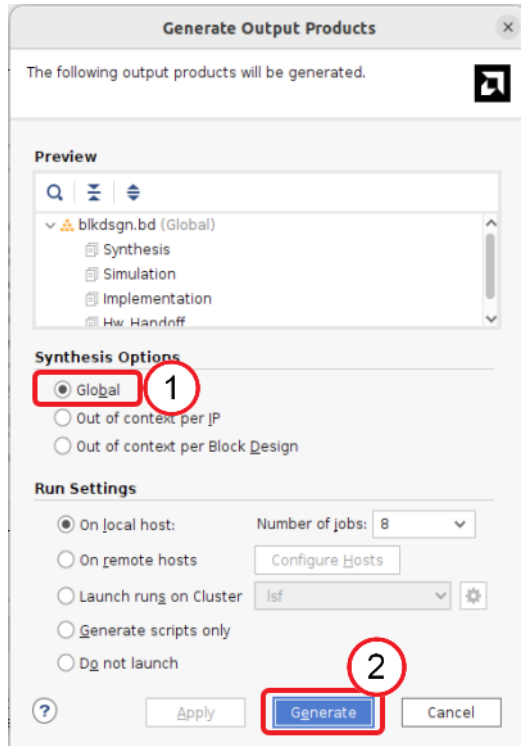 Generate Output Products
The following output products will be generated.
Preview
blkdsgn.bd (Global)
Synthesis
Simulation
Implementation
Hw_Handoff
Synthesis Options
Global
1
Out of context per IP
Out of context per Block Design
Run Settings
On local host: Number of jobs: 8
On remote hosts Configure Hosts
Launch runs on Cluster lsf
Generate scripts only
Do not launch
2
? Apply Generate Cancel